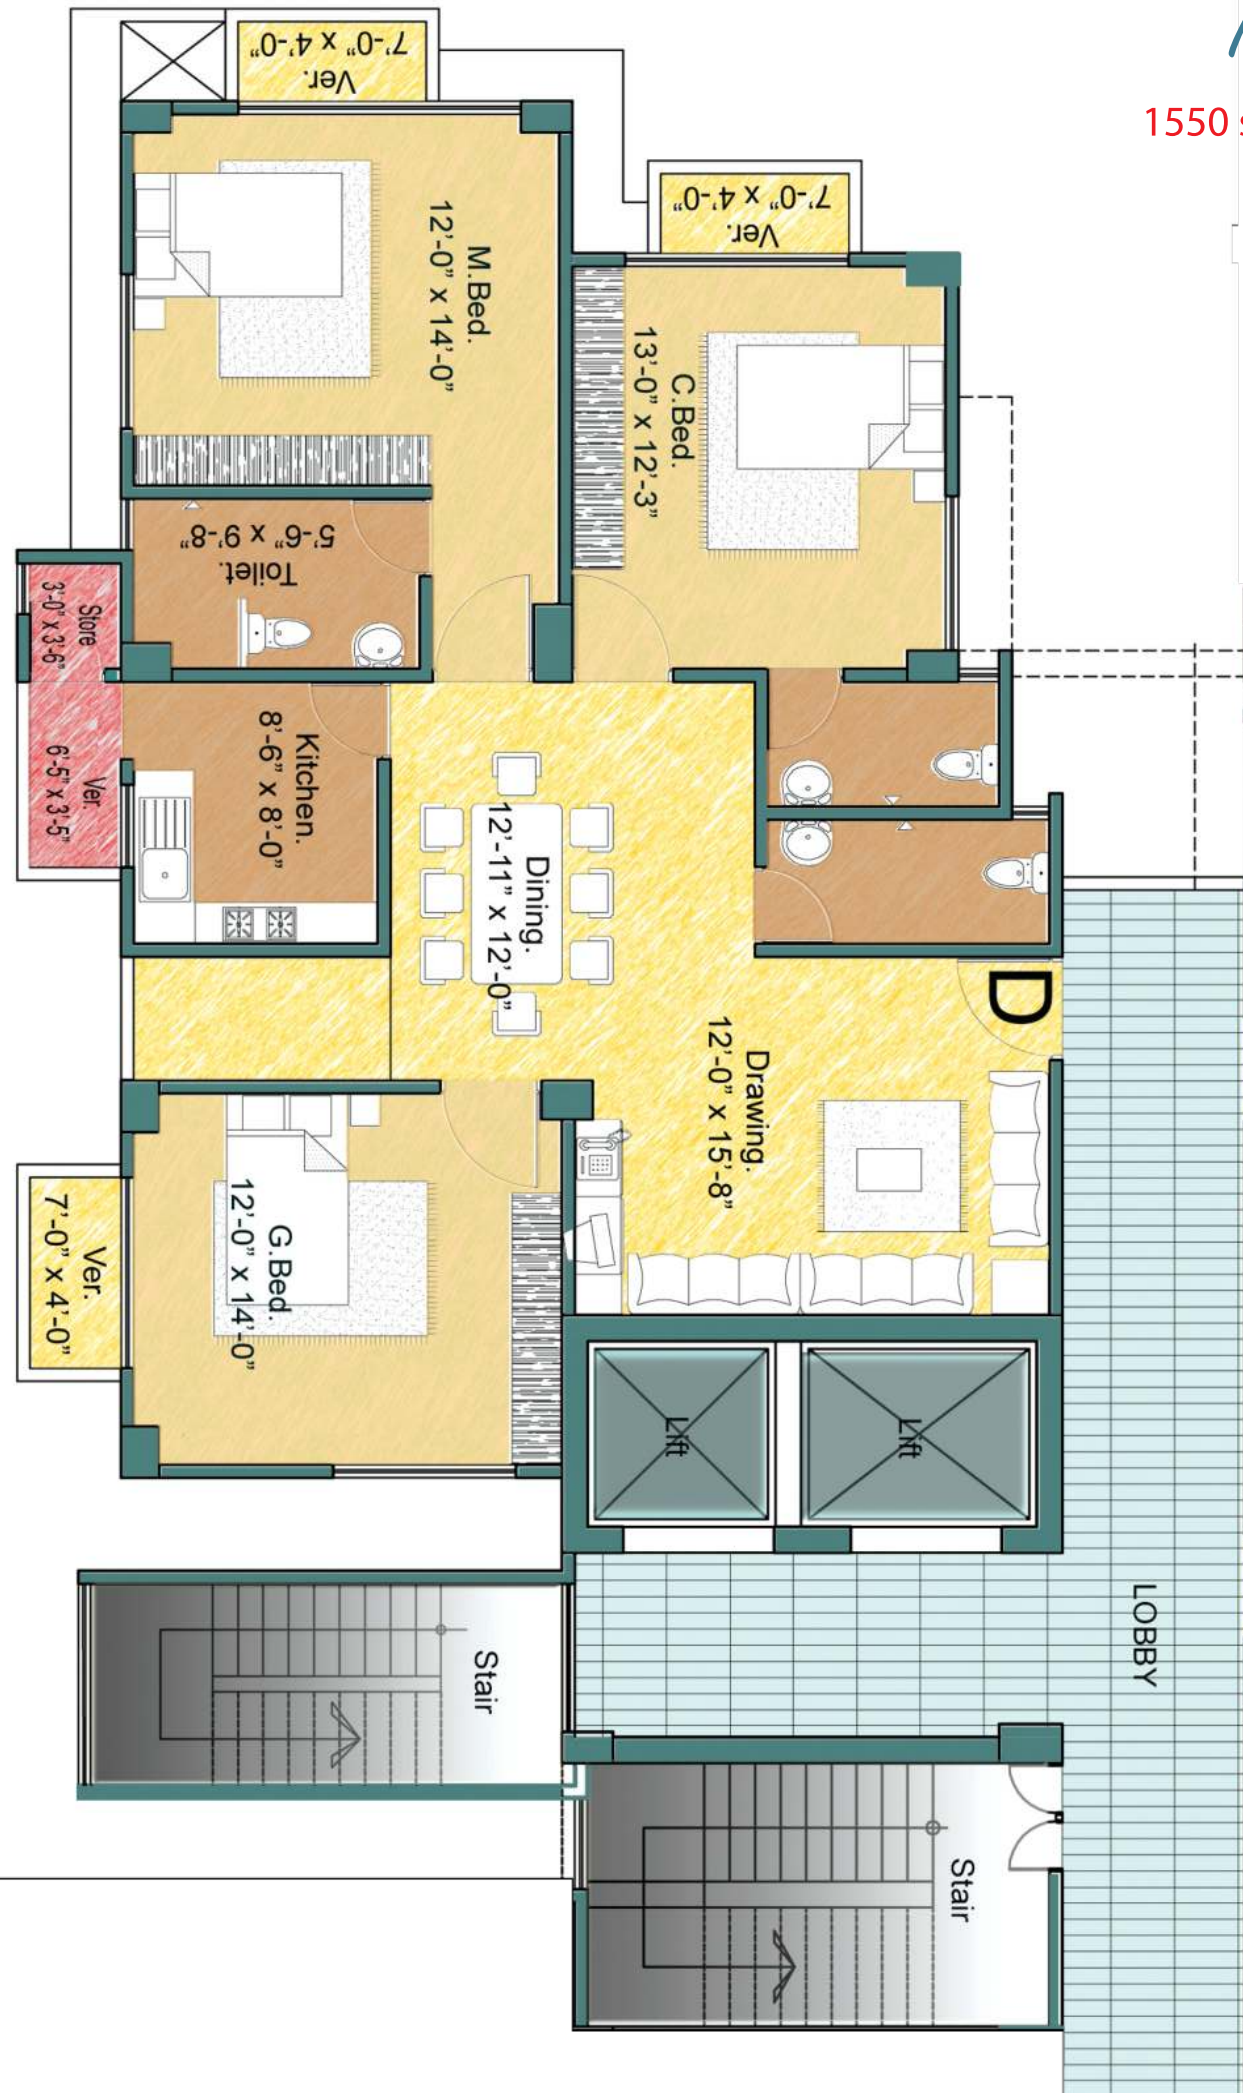 1550
Ver.
7'-0" x 4'-0"
Ver.
7'-0" x 4'-0"
M.Bed.
12'-0" x 14'-0"
C.Bed.
13'-0" x 12'-3"
Toilet.
5'-6" x 9'-8"
Store
3'-0" x 3'-6"
Ver.
6'-5" x 3'-5"
Kitchen.
8'-6" x 8'-0"
Dining.
12'-11" x 12'-0"
D
Drawing.
12'-0" x 15'-8"
G.Bed.
12'-0" x 14'-0"
Ver.
7'-0" x 4'-0"
Lift
Lift
LOBBY
Stair
Stair